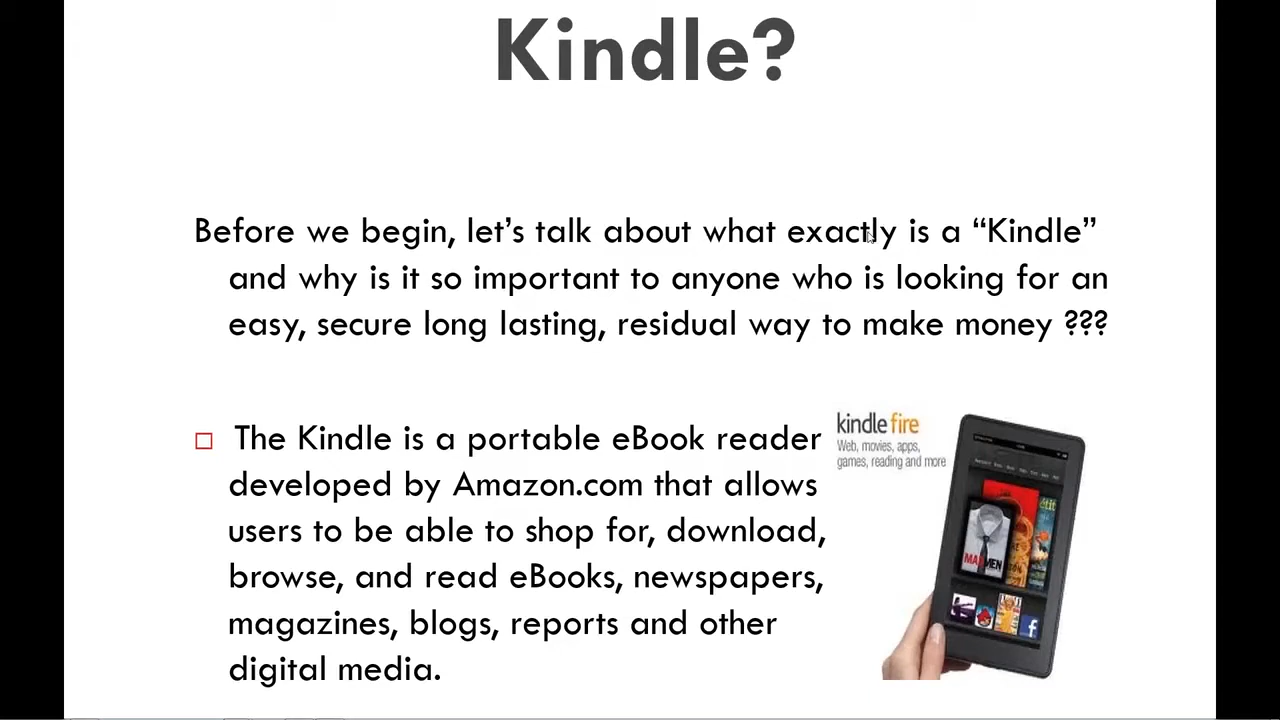 Kindle?
Before we begin, let’s talk about what exactly is a “Kindle”
and why is it so important to anyone who is looking for an
easy, secure long lasting, residual way to make money ???
The Kindle is a portable eBook reader
developed by Amazon.com that allows
users to be able to shop for, download,
browse, and read eBooks, newspapers,
magazines, blogs, reports and other
digital media.
kindle fire
Web, movies, apps,
games, reading and more
MAD MEN